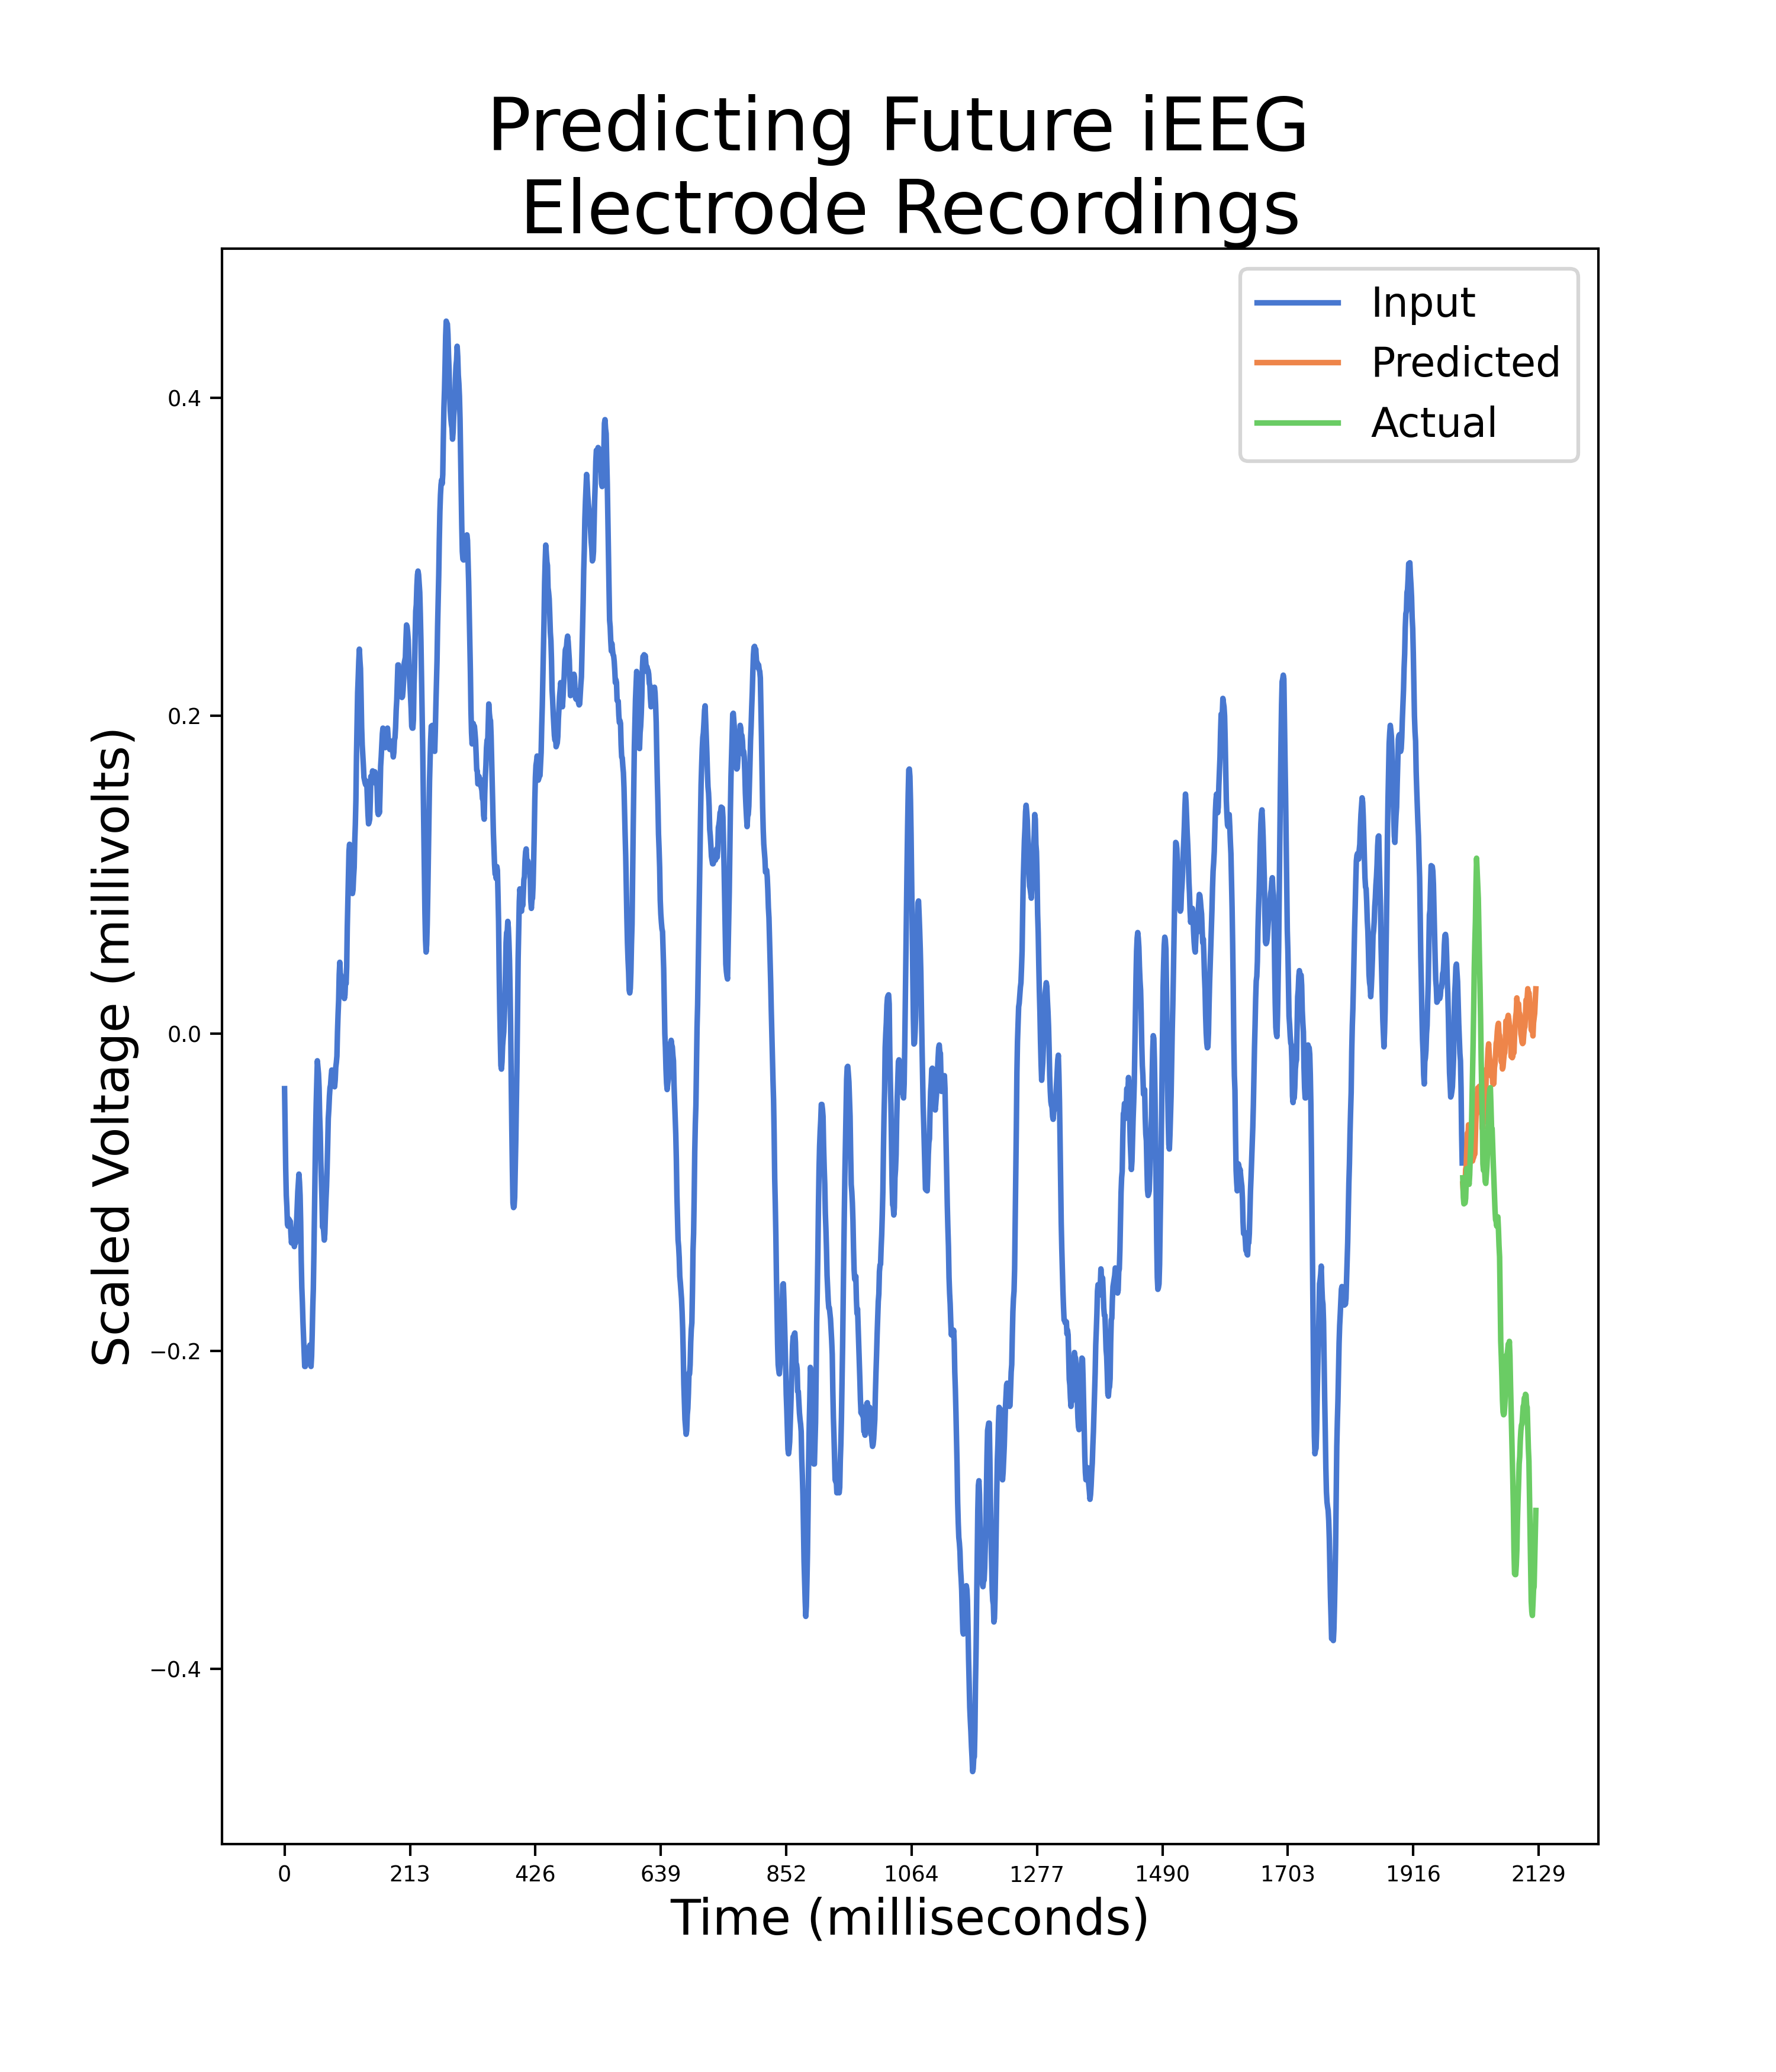 Predicting Future iEEG
Electrode Recordings
Input
Predicted
Actual
Scaled Voltage (millivolts)
0.4
0.2
0.0
−0.2
−0.4
0 213 426 639 852 1064 1277 1490 1703 1916 2129
Time (milliseconds)